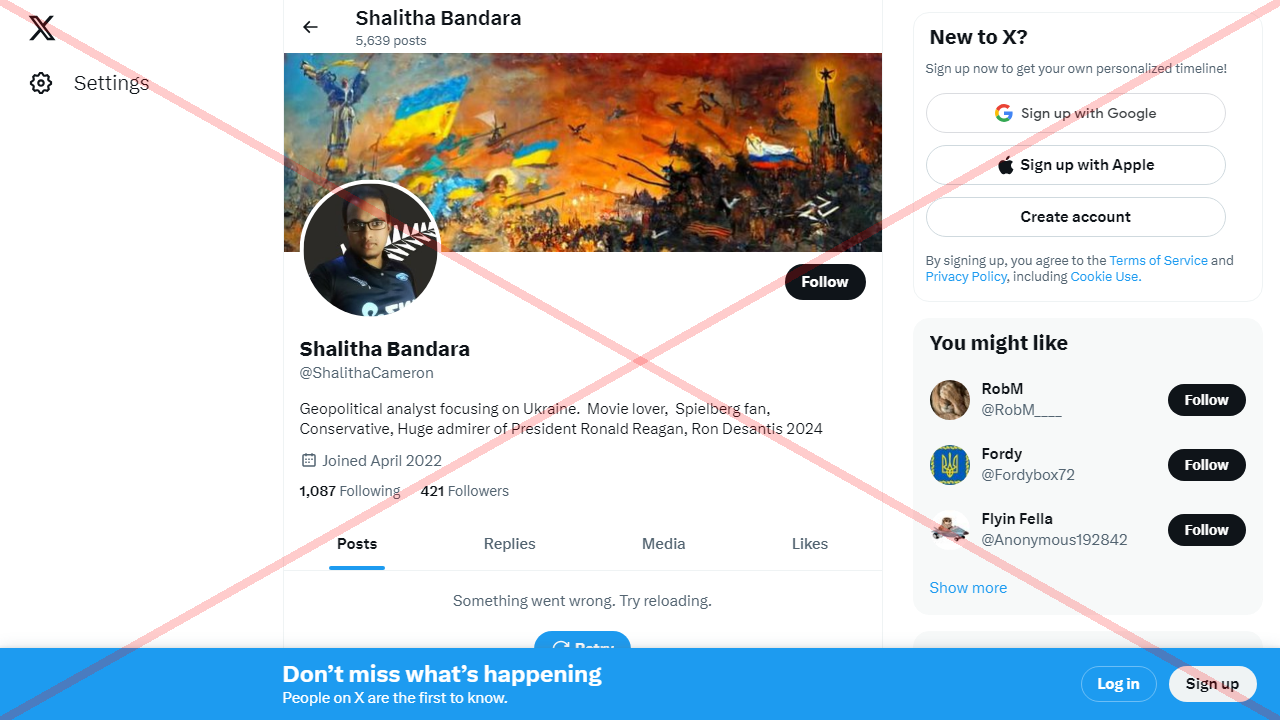 Settings
Shalitha Bandara
5,639 posts
Follow
Shalitha Bandara
@ShalithaCameron
Geopolitical analyst focusing on Ukraine. Movie lover, Spielberg fan,
Conservative, Huge admirer of President Ronald Reagan, Ron Desantis 2024
Joined April 2022
1,087 Following 421 Followers
Posts Replies Media Likes
Something went wrong. Try reloading.
Retry
New to X?
Sign up now to get your own personalized timeline!
Sign up with Google
Sign up with Apple
Create account
By signing up, you agree to the Terms of Service and
Privacy Policy, including Cookie Use.
You might like
RobM
@RobM____
Follow
Fordy
@Fordybox72
Follow
Flyin Fella
@Anonymous192842
Follow
Show more
Don’t miss what’s happening
People on X are the first to know.
Log in Sign up